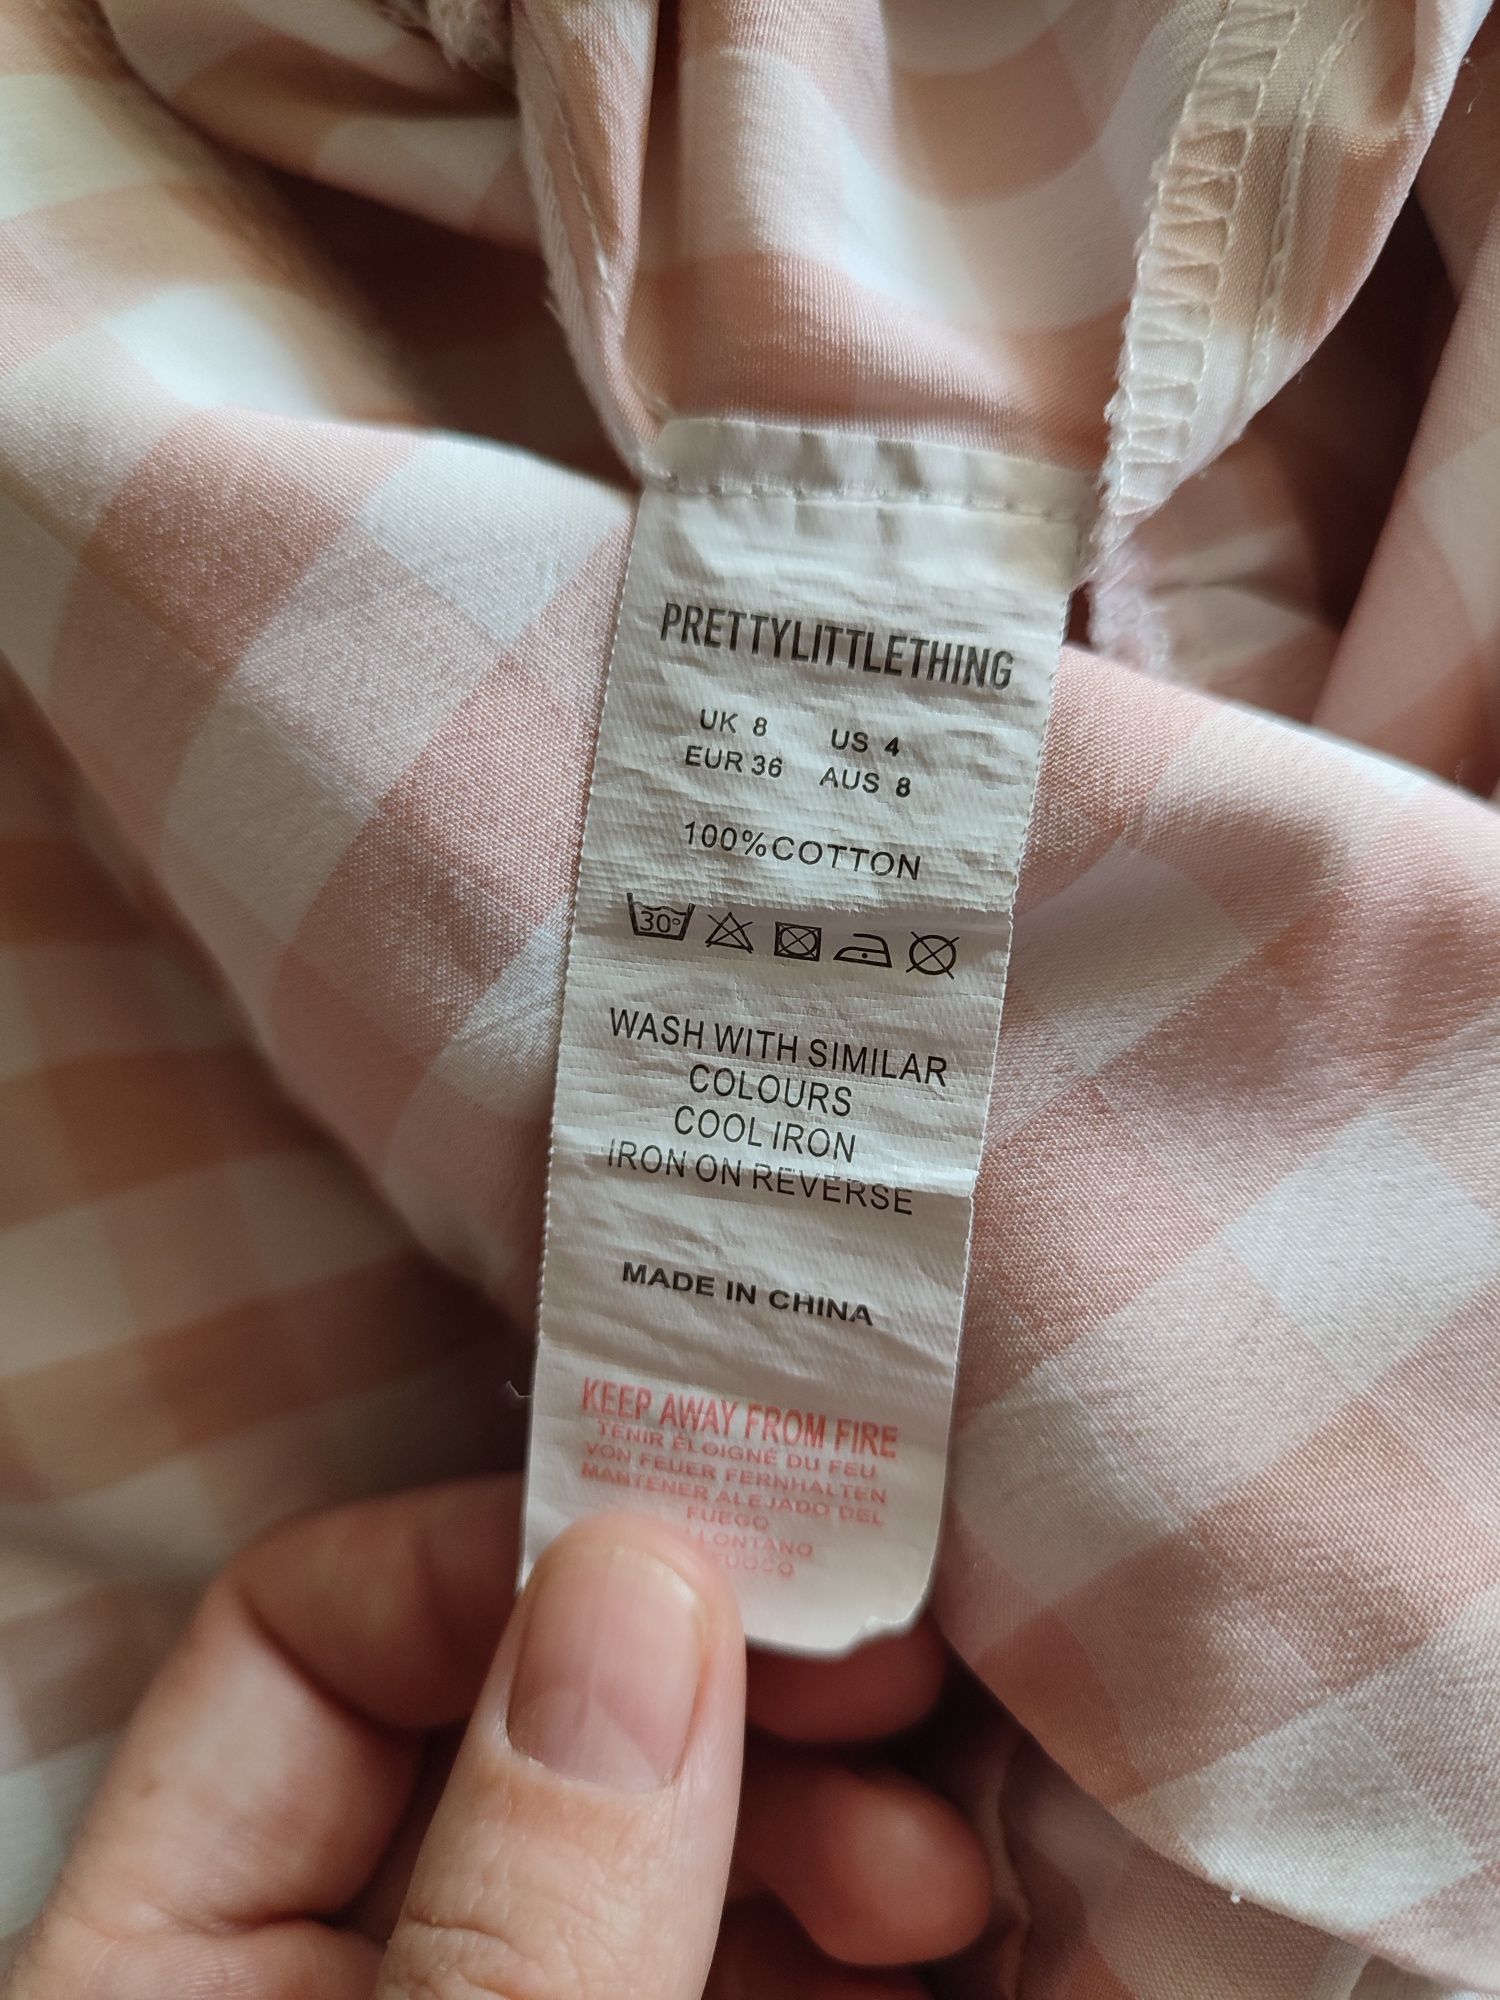 PRETTYLITTLETHING
UK 8 US 4
EUR 36 AUS 8
100%COTTON
30°
WASH WITH SIMILAR
COLOURS
COOL IRON
IRON ON REVERSE
MADE IN CHINA
KEEP AWAY FROM FIRE
TENIR ÉLOIGNÉ DU FEU
VON FEUER FERNHALTEN
MANTENER ALEJADO DEL
FUEGO